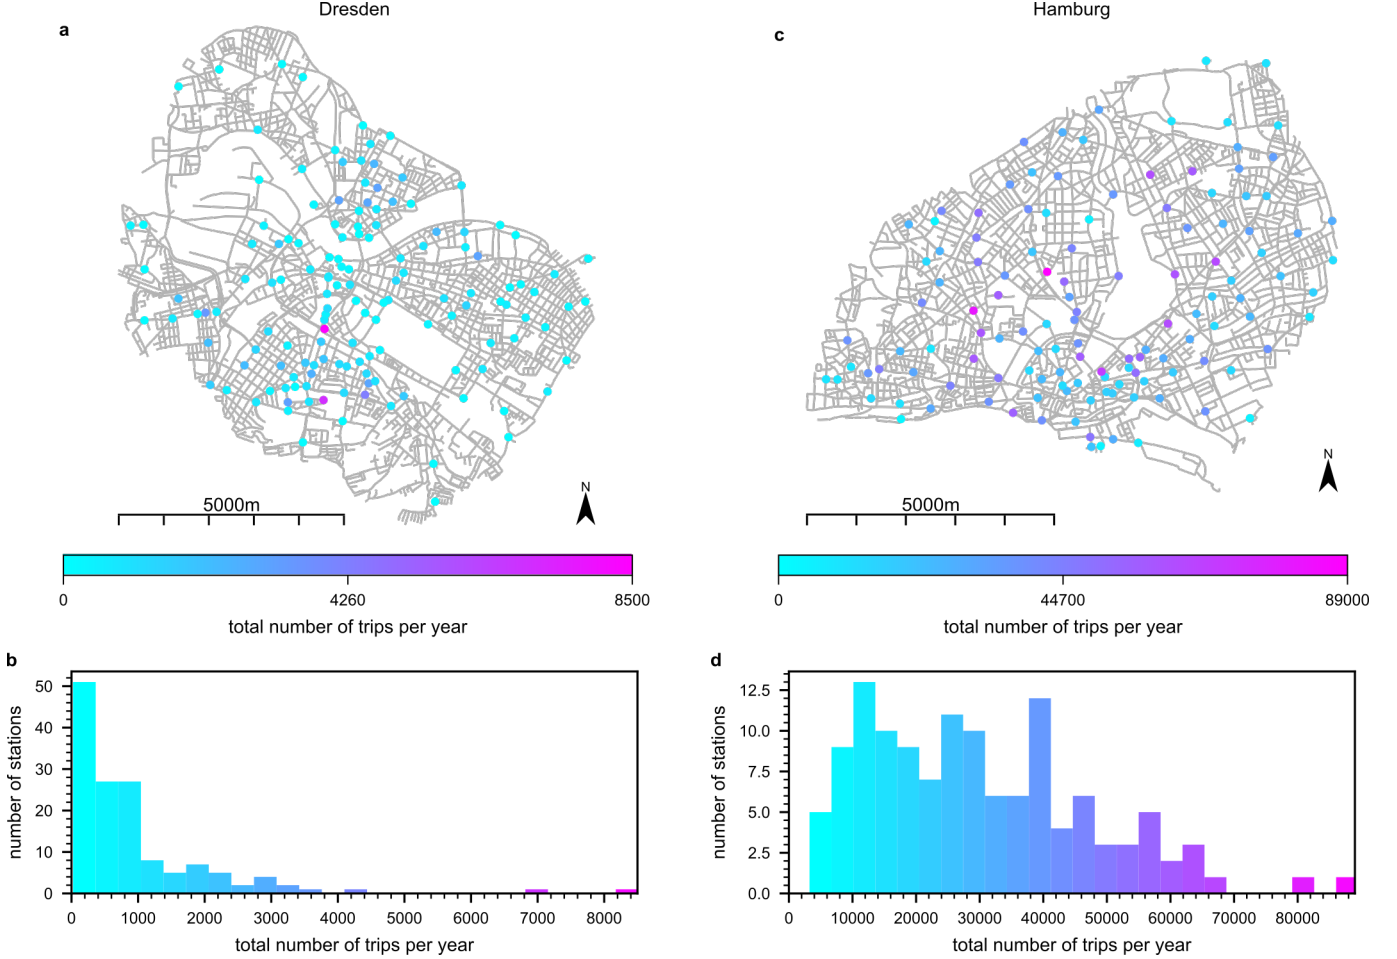 Dresden
Hamburg
a
c
N
N
5000m
5000m
0
4260
8500
0
44700
89000
total number of trips per year
total number of trips per year
b
d
number of stations
50
40
30
20
10
0
0 1000 2000 3000 4000 5000 6000 7000 8000
total number of trips per year
number of stations
12.5
10.0
7.5
5.0
2.5
0.0
0 10000 20000 30000 40000 50000 60000 70000 80000
total number of trips per year